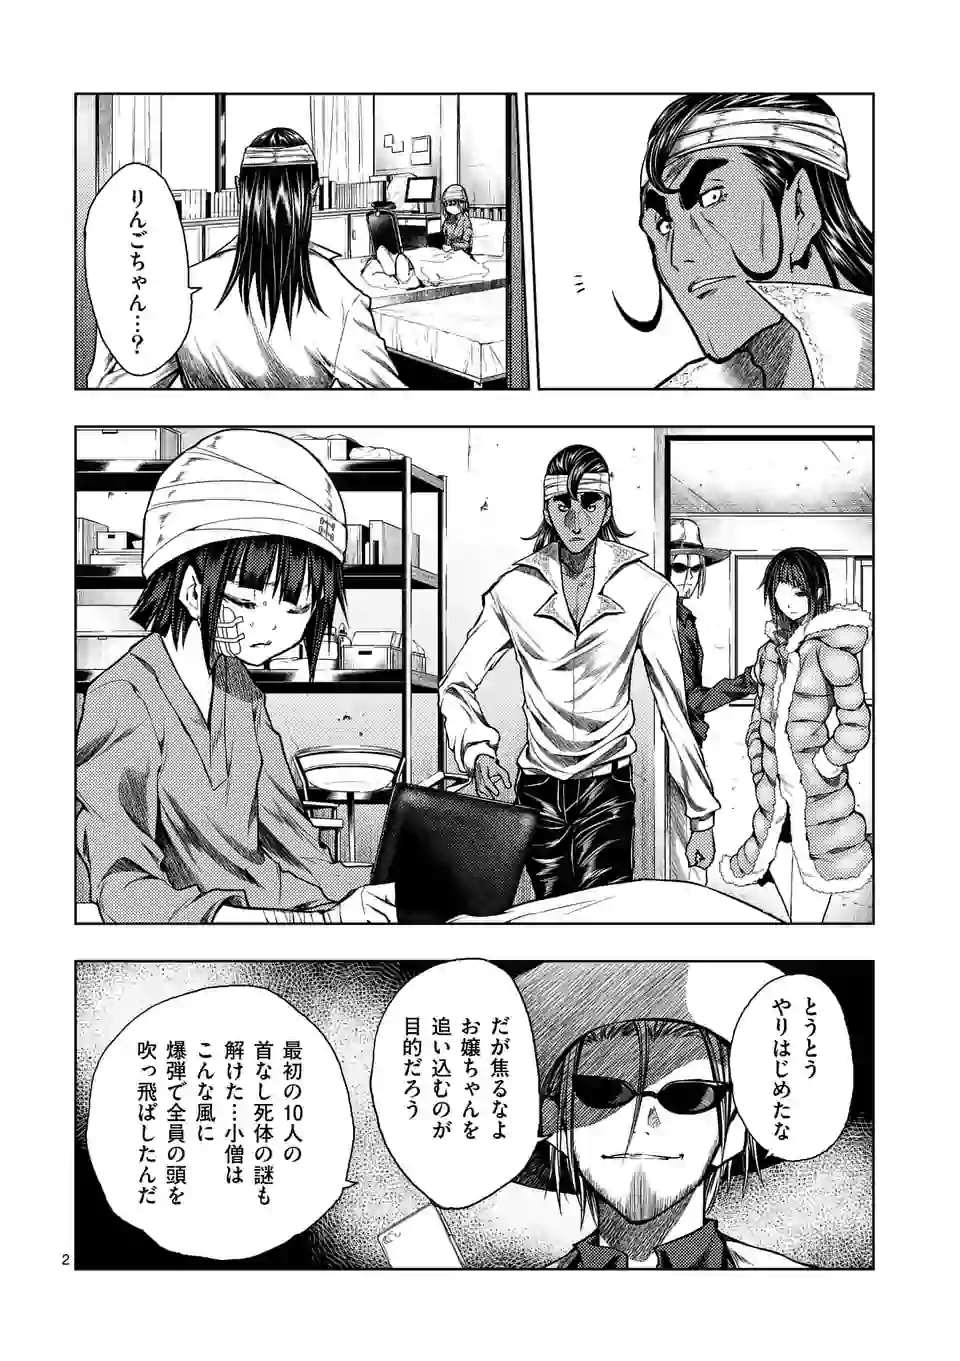 りんごちゃん…？
とうとう
やりはじめたな
だが焦るなよ
お嬢ちゃんを
追い込むのが
目的だろう
最初の10人の
首なし死体の謎も
解けた…小僧は
こんな風に
爆弾で全員の頭を
吹っ飛ばしたんだ
2